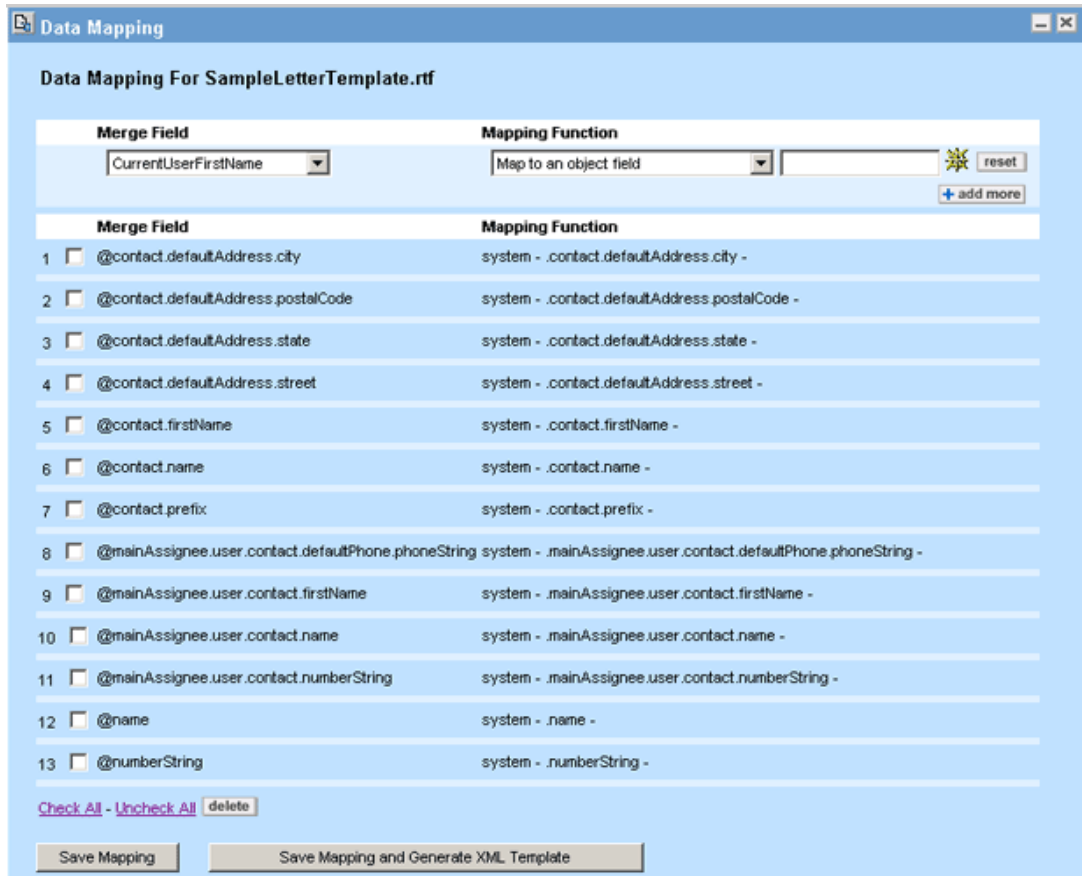 Data Mapping
Data Mapping For SampleLetterTemplate.rtf
Merge Field Mapping Function
CurrentUserFirstName Map to an object field reset
+ add more
Merge Field Mapping Function
1 @contact.defaultAddress.city system - .contact.defaultAddress.city -
2 @contact.defaultAddress.postalCode system - .contact.defaultAddress.postalCode -
3 @contact.defaultAddress.state system - .contact.defaultAddress.state -
4 @contact.defaultAddress.street system - .contact.defaultAddress.street -
5 @contact.firstName system - .contact.firstName -
6 @contact.name system - .contact.name -
7 @contact.prefix system - .contact.prefix -
8 @mainAssignee.user.contact.defaultPhone.phoneString system - .mainAssignee.user.contact.defaultPhone.phoneString -
9 @mainAssignee.user.contact.firstName system - .mainAssignee.user.contact.firstName -
10 @mainAssignee.user.contact.name system - .mainAssignee.user.contact.name -
11 @mainAssignee.user.contact.numberString system - .mainAssignee.user.contact.numberString -
12 @name system - .name -
13 @numberString system - .numberString -
Check All - Uncheck All delete
Save Mapping Save Mapping and Generate XML Template